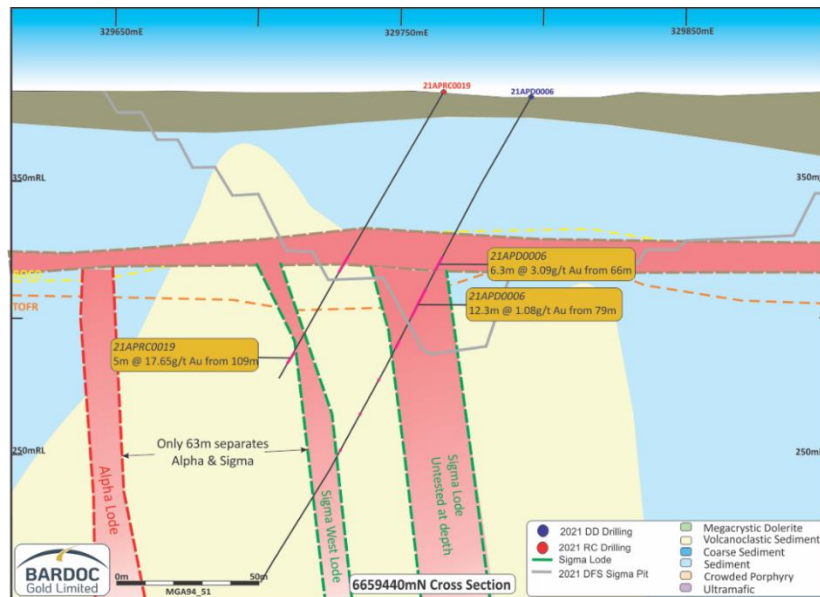 329650mE
329750mE
329850mE
21APRC0019
21APD0006
350mRL
21APD0006
6.3m @ 3.09g/t Au from 66m
21APD0006
12.3m @ 1.08g/t Au from 79m
TOFR
21APRC0019
5m @ 17.65g/t Au from 109m
Only 63m separates
Alpha & Sigma
250mRL
Alpha Lode
Sigma West Lode
Sigma Lode
Untested at depth
BARDOC
Gold Limited
0m
50m
MGA94_51
6659440mN Cross Section
2021 DD Drilling
2021 RC Drilling
Sigma Lode
2021 DFS Sigma Pit
Megacrystic Dolerite
Volcanoclastic Sediment
Coarse Sediment
Sediment
Crowded Porphyry
Ultramafic